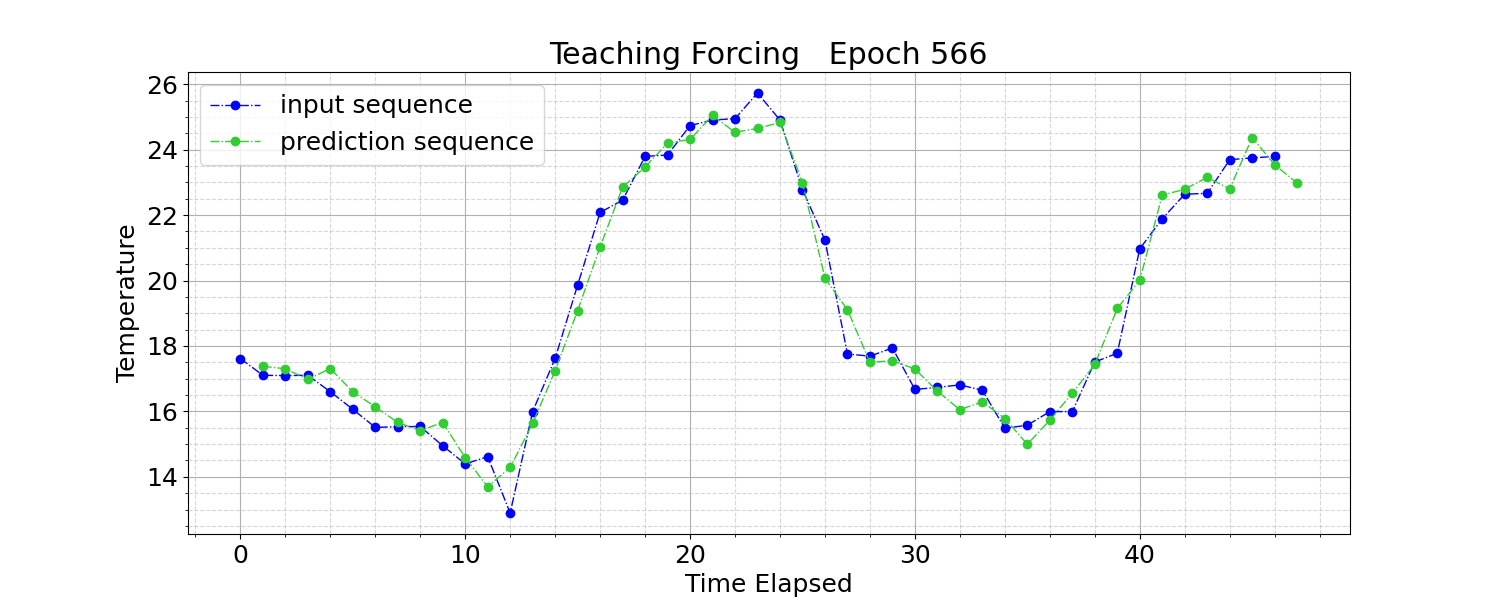 Teaching Forcing   Epoch 566
input sequence
prediction sequence
Temperature
26
24
22
20
18
16
14
0 10 20 30 40
Time Elapsed